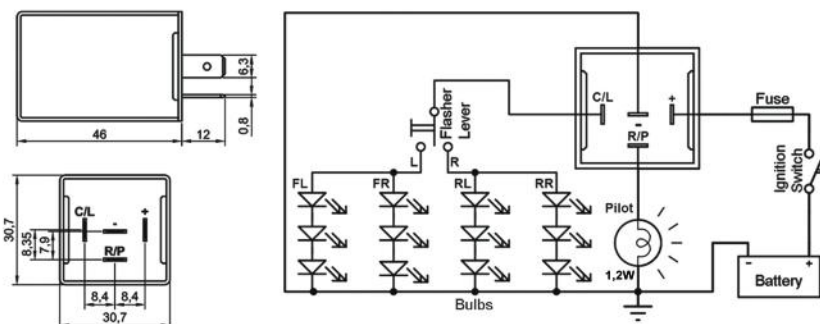 6,3
0,8
46
12
30,7
8,35
7,9
C/L
-
+
R/P
8,4
8,4
30,7
C/L
+
-
R/P
Fuse
Flasher
Lever
L
R
Ignition
Switch
FL
FR
RL
RR
Pilot
1,2W
Bulbs
-
+
Battery